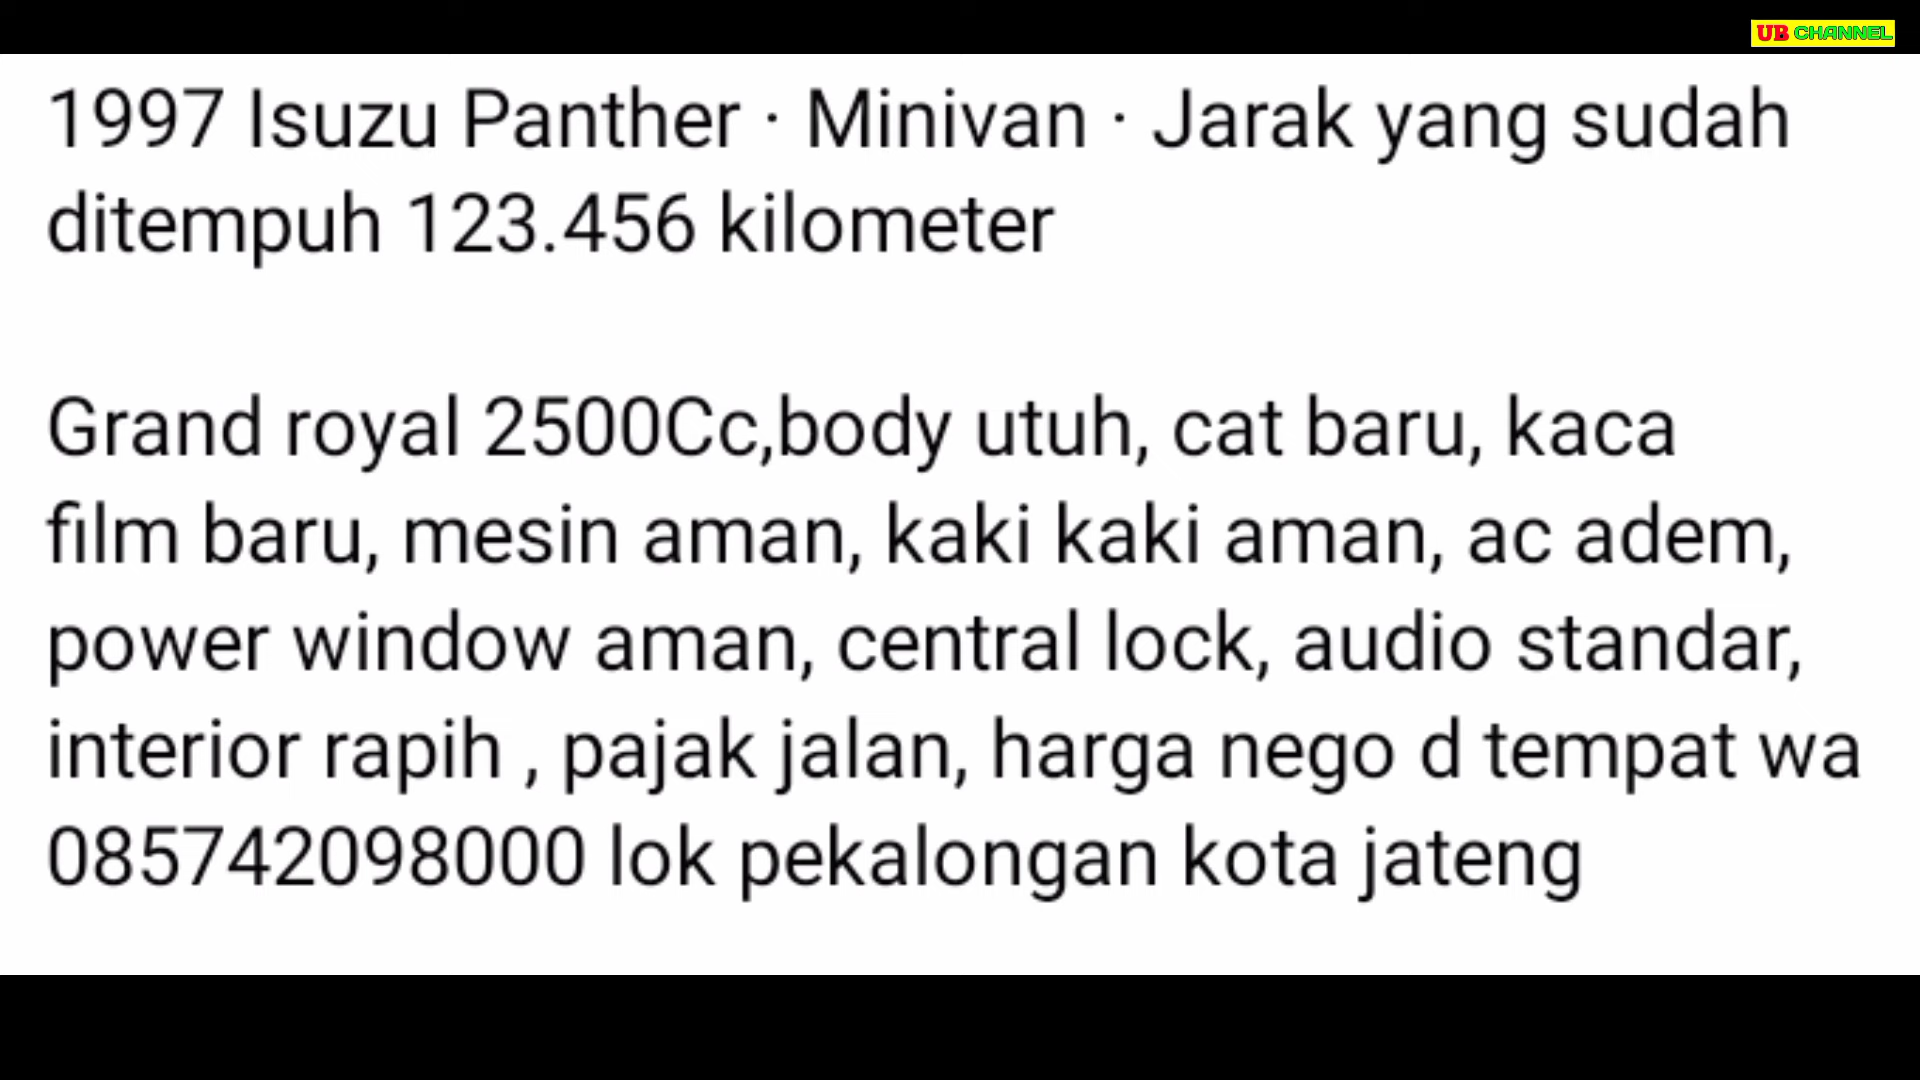 UB CHANNEL
1997 Isuzu Panther · Minivan · Jarak yang sudah
ditempuh 123.456 kilometer
Grand royal 2500Cc,body utuh, cat baru, kaca
film baru, mesin aman, kaki kaki aman, ac adem,
power window aman, central lock, audio standar,
interior rapih , pajak jalan, harga nego d tempat wa
085742098000 lok pekalongan kota jateng